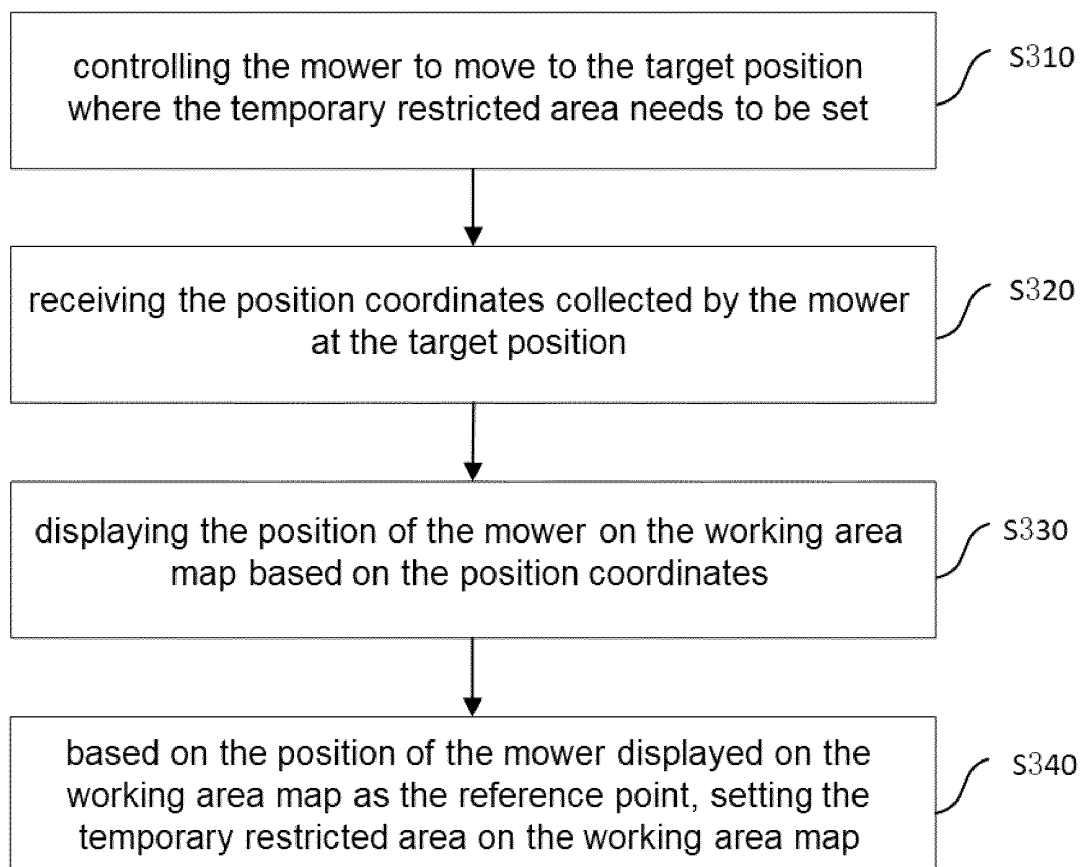 controlling the mower to move to the target position
where the temporary restricted area needs to be set
S310
receiving the position coordinates collected by the mower
at the target position
S320
displaying the position of the mower on the working area
map based on the position coordinates
S330
based on the position of the mower displayed on the
working area map as the reference point, setting the
temporary restricted area on the working area map
S340